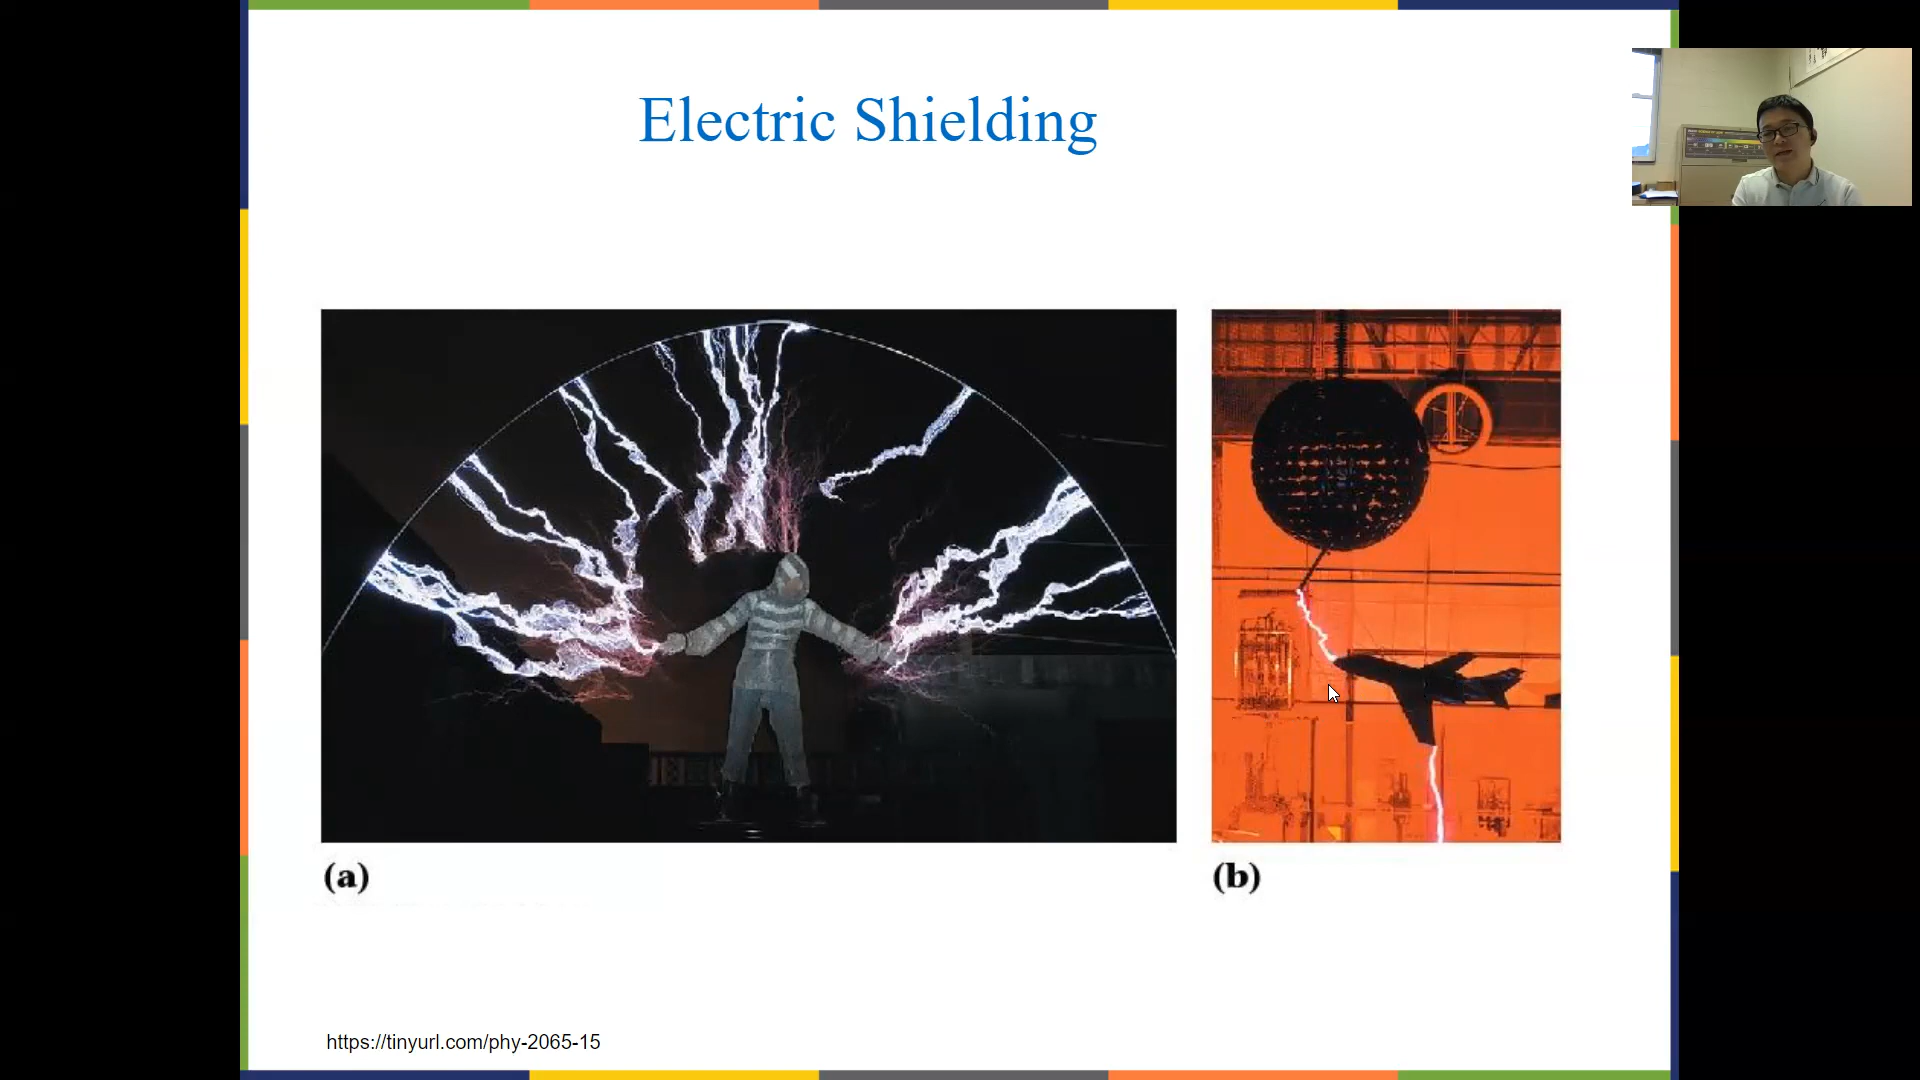 Electric Shielding
(a)
(b)
https://tinyurl.com/phy-2065-15